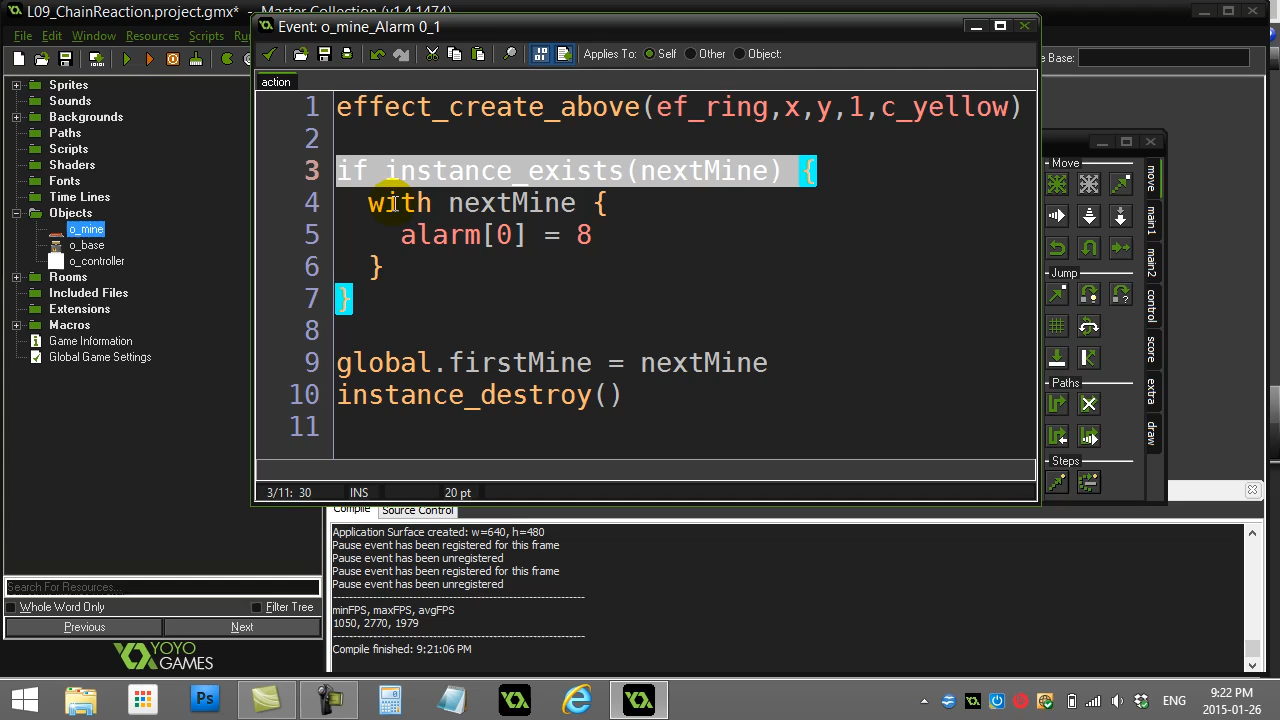 L09_ChainReaction.project.gmx* - Master Collection (v1.4.1474)
File Edit Window Resources Scripts
Event: o_mine_Alarm 0_1
Applies To: Self Other Object:
Base:
action
1 effect_create_above(ef_ring,x,y,1,c_yellow)
2
3 if instance_exists(nextMine) {
4 with nextMine {
5 alarm[0] = 8
6 }
7 }
8
9 global.firstMine = nextMine
10 instance_destroy()
11
3/11: 30 INS 20 pt
Sprites
Sounds
Backgrounds
Paths
Scripts
Shaders
Fonts
Time Lines
Objects
o_mine
o_base
o_controller
Rooms
Included Files
Extensions
Macros
Game Information
Global Game Settings
Move
Jump
Paths
Steps
move
main1
main2
control
score
extra
draw
Search For Resources...
Whole Word Only Filter Tree
Previous Next
YOYO
GAMES
Compile Source Control
Application Surface created: w=640, h=480
Pause event has been registered for this frame
Pause event has been unregistered
Pause event has been registered for this frame
Pause event has been unregistered
minFPS, maxFPS, avgFPS
1050, 2770, 1979
Compile finished: 9:21:06 PM
Ps
ENG
9:22 PM
2015-01-26